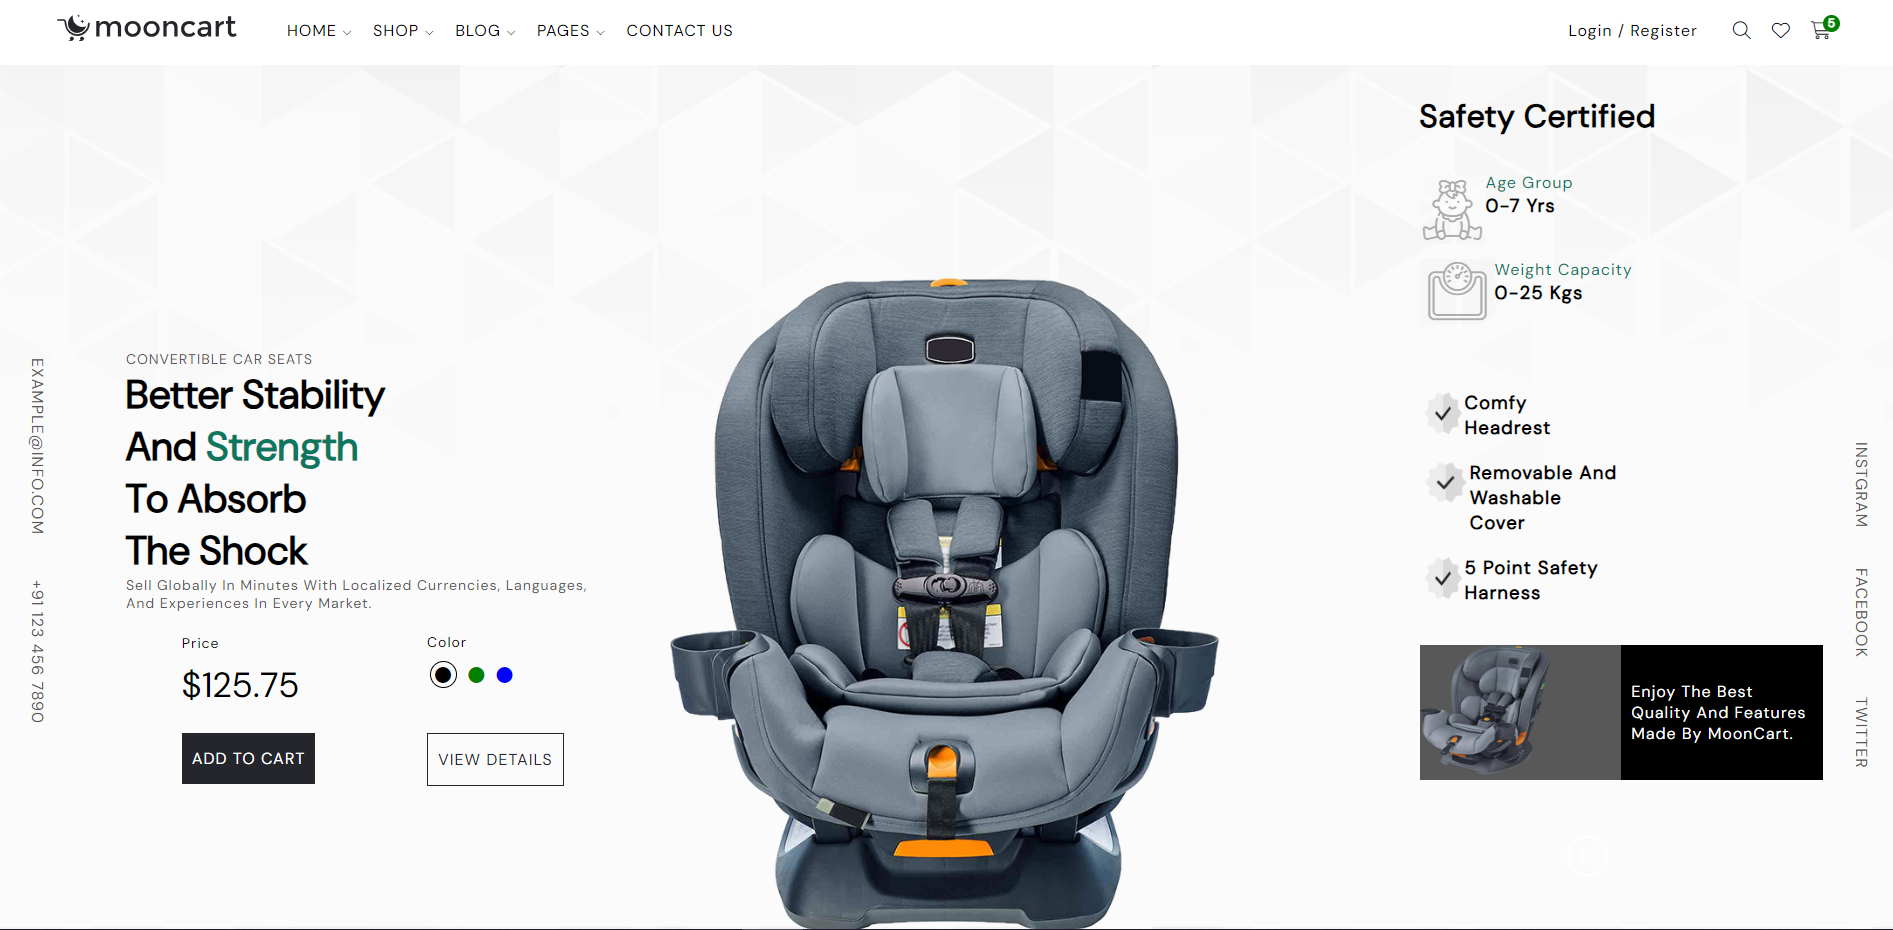 mooncart
HOME
SHOP
BLOG
PAGES
CONTACT US
Login / Register
5
Safety Certified
Age Group
0-7 Yrs
Weight Capacity
0-25 Kgs
CONVERTIBLE CAR SEATS
Better Stability
And Strength
To Absorb
The Shock
Sell Globally In Minutes With Localized Currencies, Languages,
And Experiences In Every Market.
Price
$125.75
Color
ADD TO CART
VIEW DETAILS
EXAMPLE@INFO.COM
+91 123 456 7890
Comfy
Headrest
Removable And
Washable
Cover
5 Point Safety
Harness
Enjoy The Best
Quality And Features
Made By MoonCart.
INSTGRAM
FACEBOOK
TWITTER